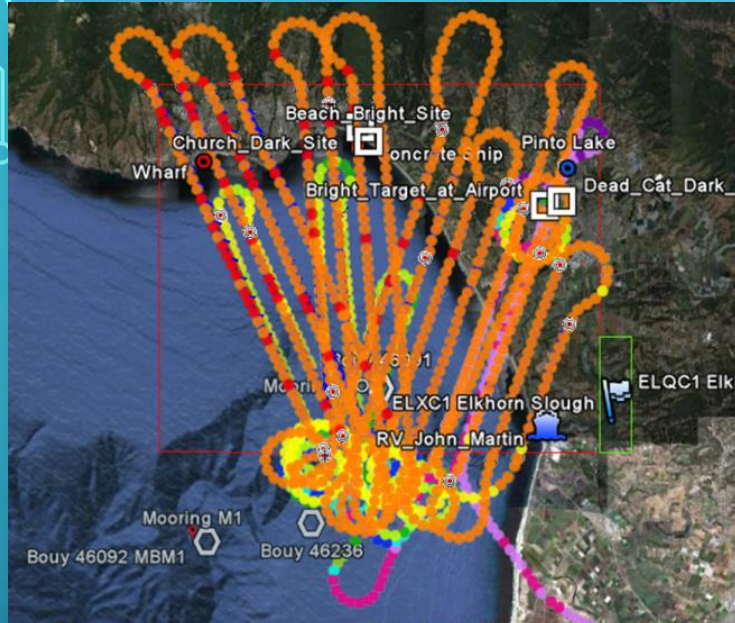 Beach_Bright_Site
Church_Dark_Site
oncrete Ship
Pinto Lake
Wharf
Bright_Target_at_Airport
Dead_Cat_Dark_
ELQC1 Elk
ELXC1 Elkhorn Slough
RV_John_Martin
Mooring M1
Bouy 46092 MBM1
Bouy 46236